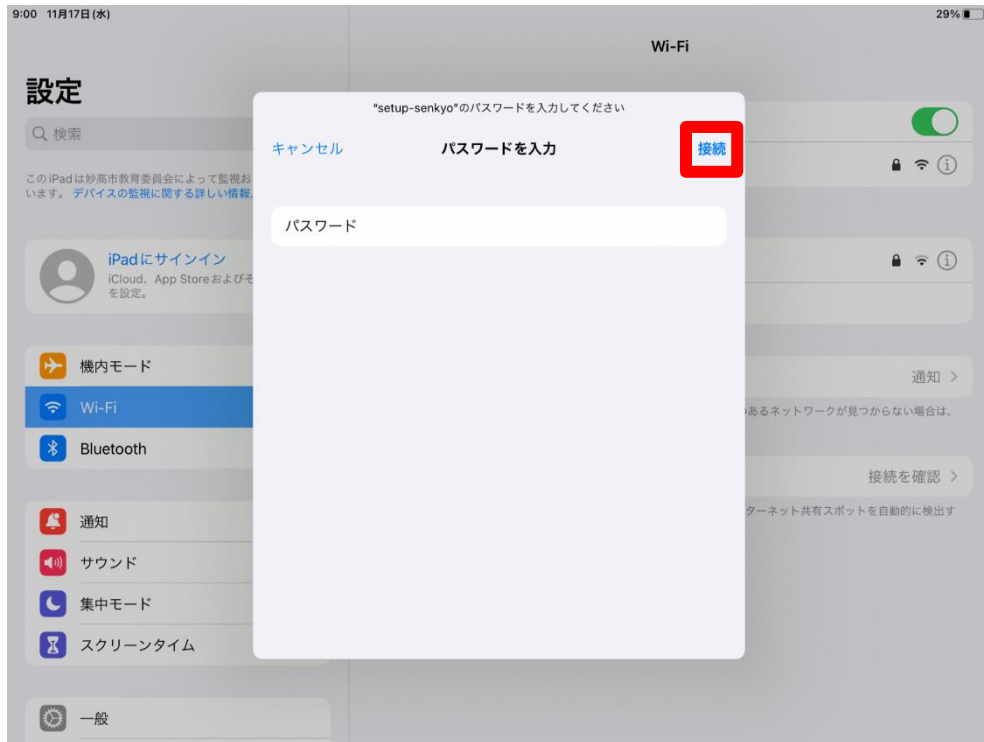 9:00 11月17日(水)
29%
Wi-Fi
設定
検索
このiPadは妙高市教育委員会によって監視お
います。デバイスの監視に関する詳しい情報
iPadにサインイン
iCloud、App Storeおよびそ
を設定。
機内モード
Wi-Fi
Bluetooth
通知
サウンド
集中モード
スクリーンタイム
一般
"setup-senkyo"のパスワードを入力してください
キャンセル
パスワードを入力
接続
パスワード
通知
あるネットワークが見つからない場合は、
接続を確認
ターネット共有スポットを自動的に検出す